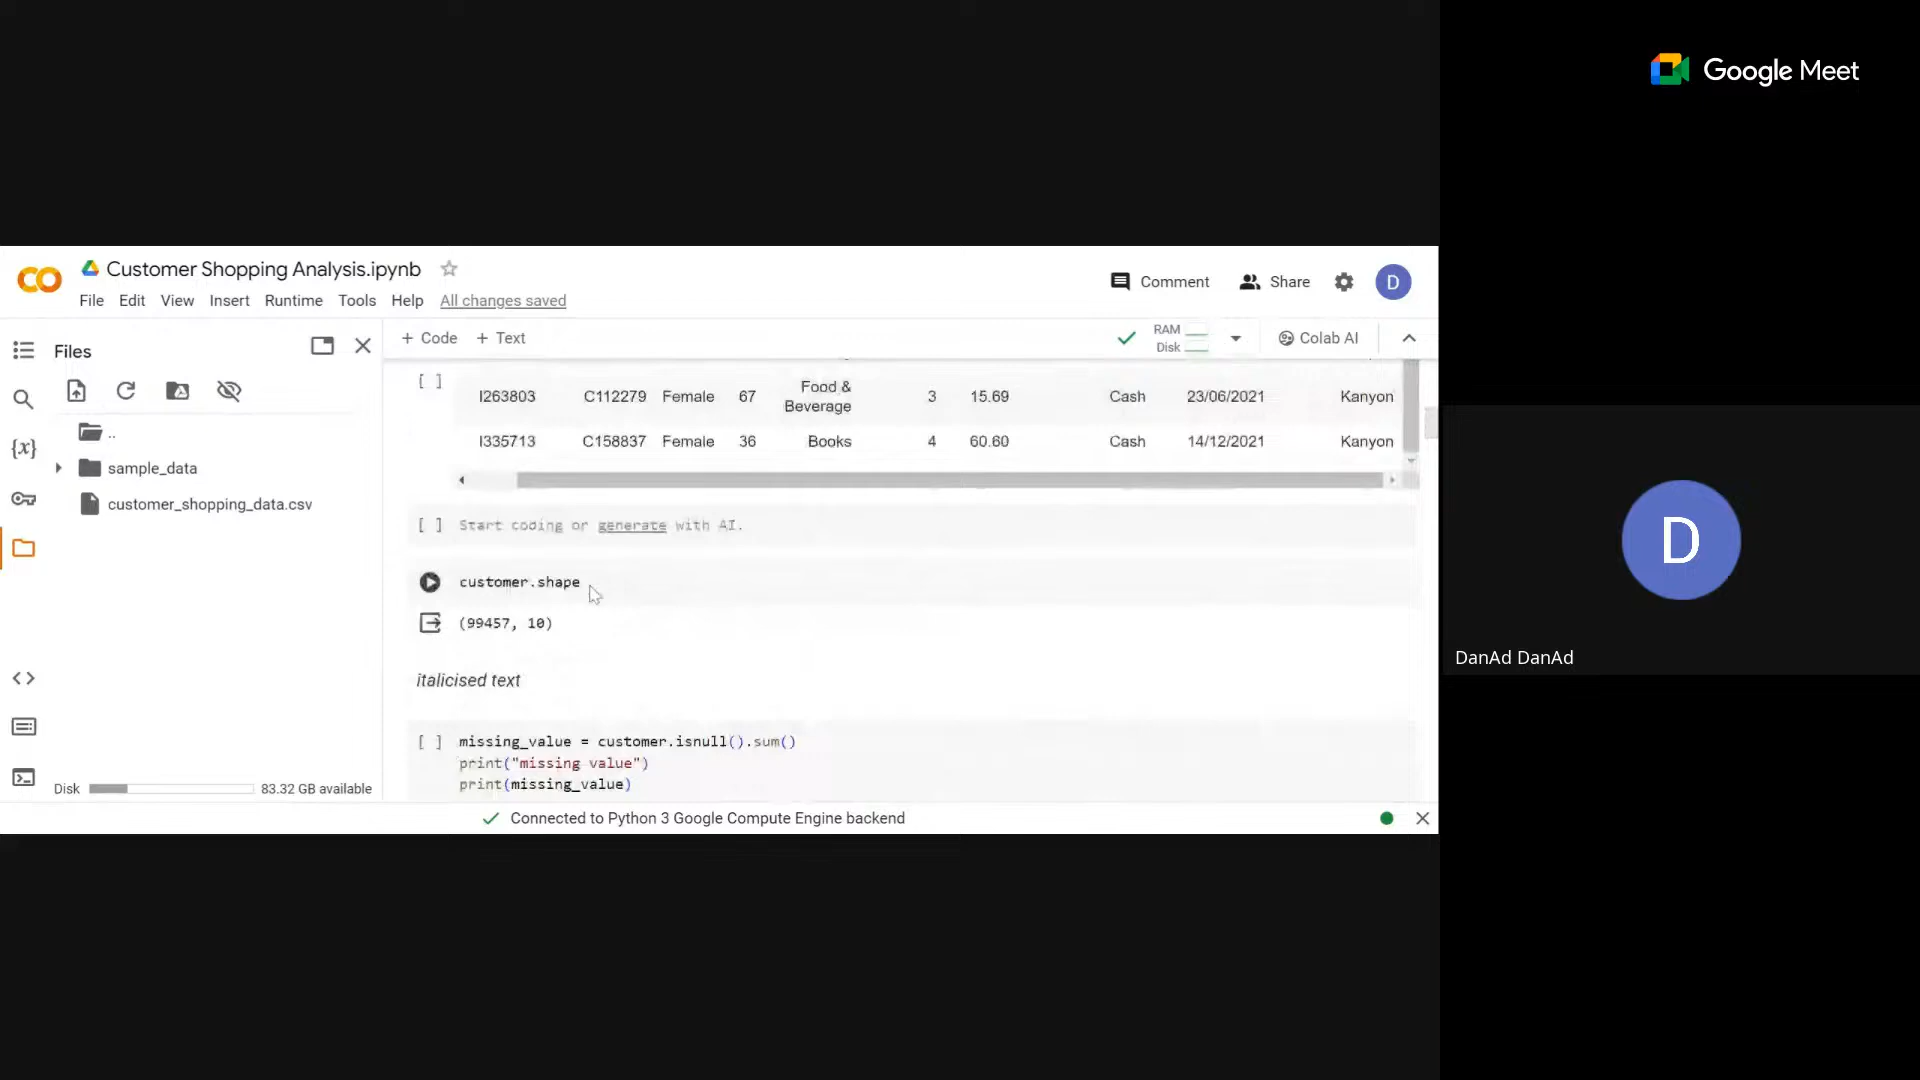 Google Meet
Customer Shopping Analysis.ipynb
File Edit View Insert Runtime Tools Help All changes saved
Comment Share D
Files
+ Code + Text
RAM
Disk
Colab AI
..
sample_data
customer_shopping_data.csv
{x}
[ ]
I263803 C112279 Female 67 Food & Beverage 3 15.69 Cash 23/06/2021 Kanyon
I335713 C158837 Female 36 Books 4 60.60 Cash 14/12/2021 Kanyon
[ ] Start coding or generate with AI.
customer.shape
(99457, 10)
italicised text
[ ] missing_value = customer.isnull().sum()
print("missing value")
print(missing_value)
Disk 83.32 GB available
Connected to Python 3 Google Compute Engine backend
D
DanAd DanAd